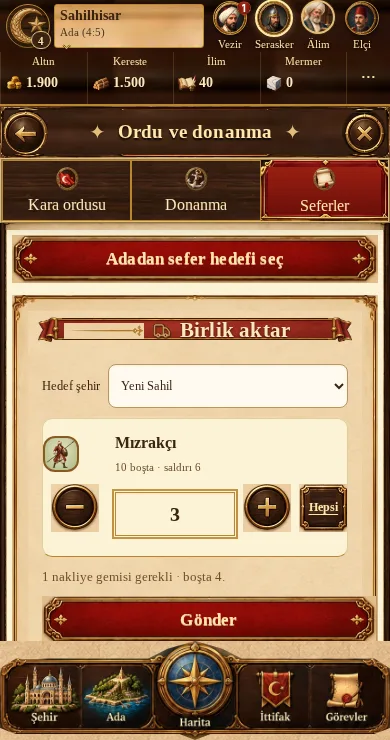 4
Sahilhisar
Ada (4:5)
1
Vezir
Serasker
Âlim
Elçi
Altın
Kereste
İlim
Mermer
1.900
1.500
40
0
...
Ordu ve donanma
Kara ordusu
Donanma
Seferler
Adadan sefer hedefi seç
Birlik aktar
Hedef şehir
Yeni Sahil
Mızrakçı
10 boşta · saldırı 6
3
Hepsi
1 nakliye gemisi gerekli · boşta 4.
Gönder
Şehir
Ada
Harita
İttifak
Görevler